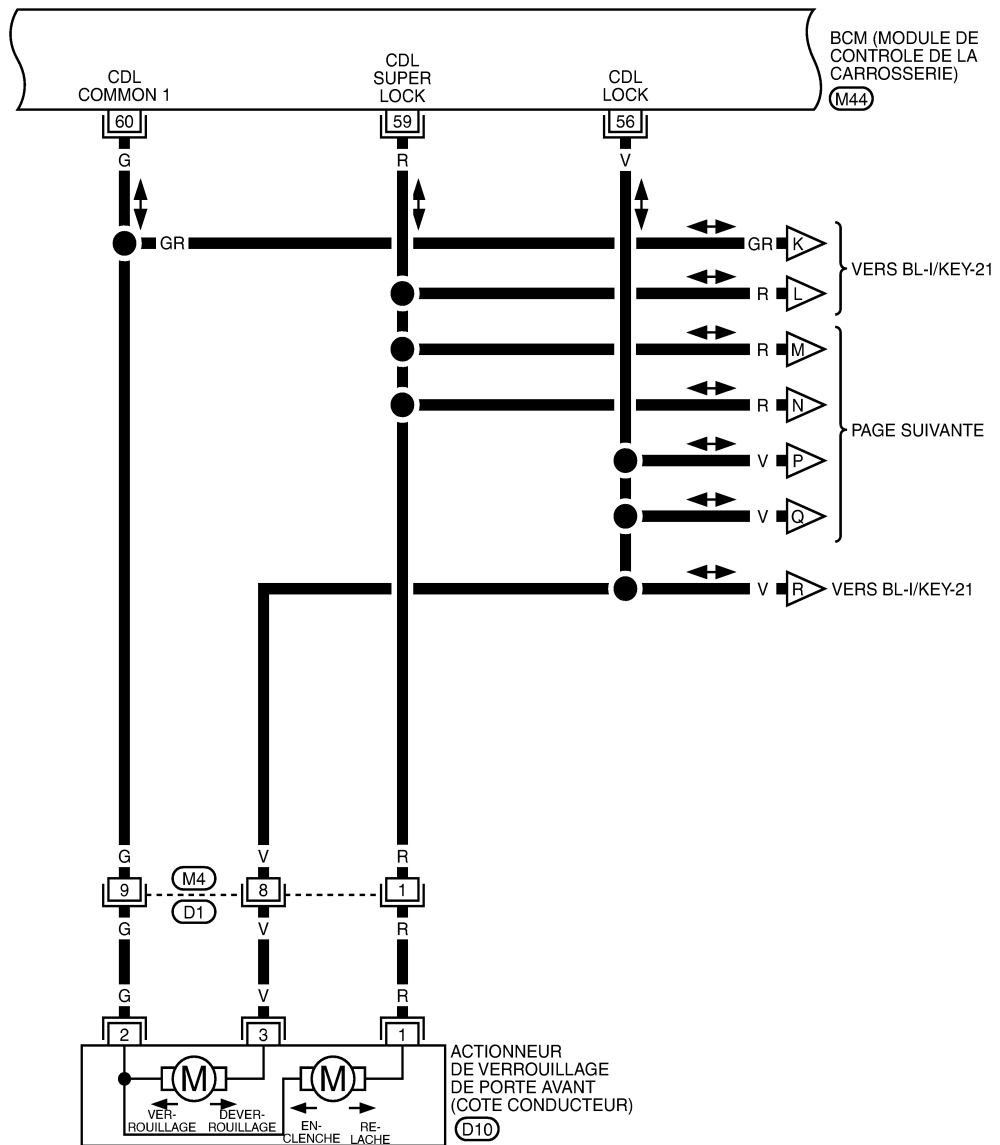 BCM (MODULE DE
CONTROLE DE LA
CARROSSERIE)
M44
CDL
COMMON 1
CDL
SUPER
LOCK
CDL
LOCK
60
59
56
G
R
V
GR
GR
K
VERS BL-I/KEY-21
R
L
R
M
R
N
PAGE SUIVANTE
V
P
V
Q
V
R
VERS BL-I/KEY-21
G
V
R
9
M4
8
1
D1
G
V
R
G
V
R
2
3
1
ACTIONNEUR
DE VERROUILLAGE
DE PORTE AVANT
(COTE CONDUCTEUR)
D10
M
M
VER-
ROUILLAGE
DEVER-
ROUILLAGE
EN-
CLENCHE
RE-
LACHE